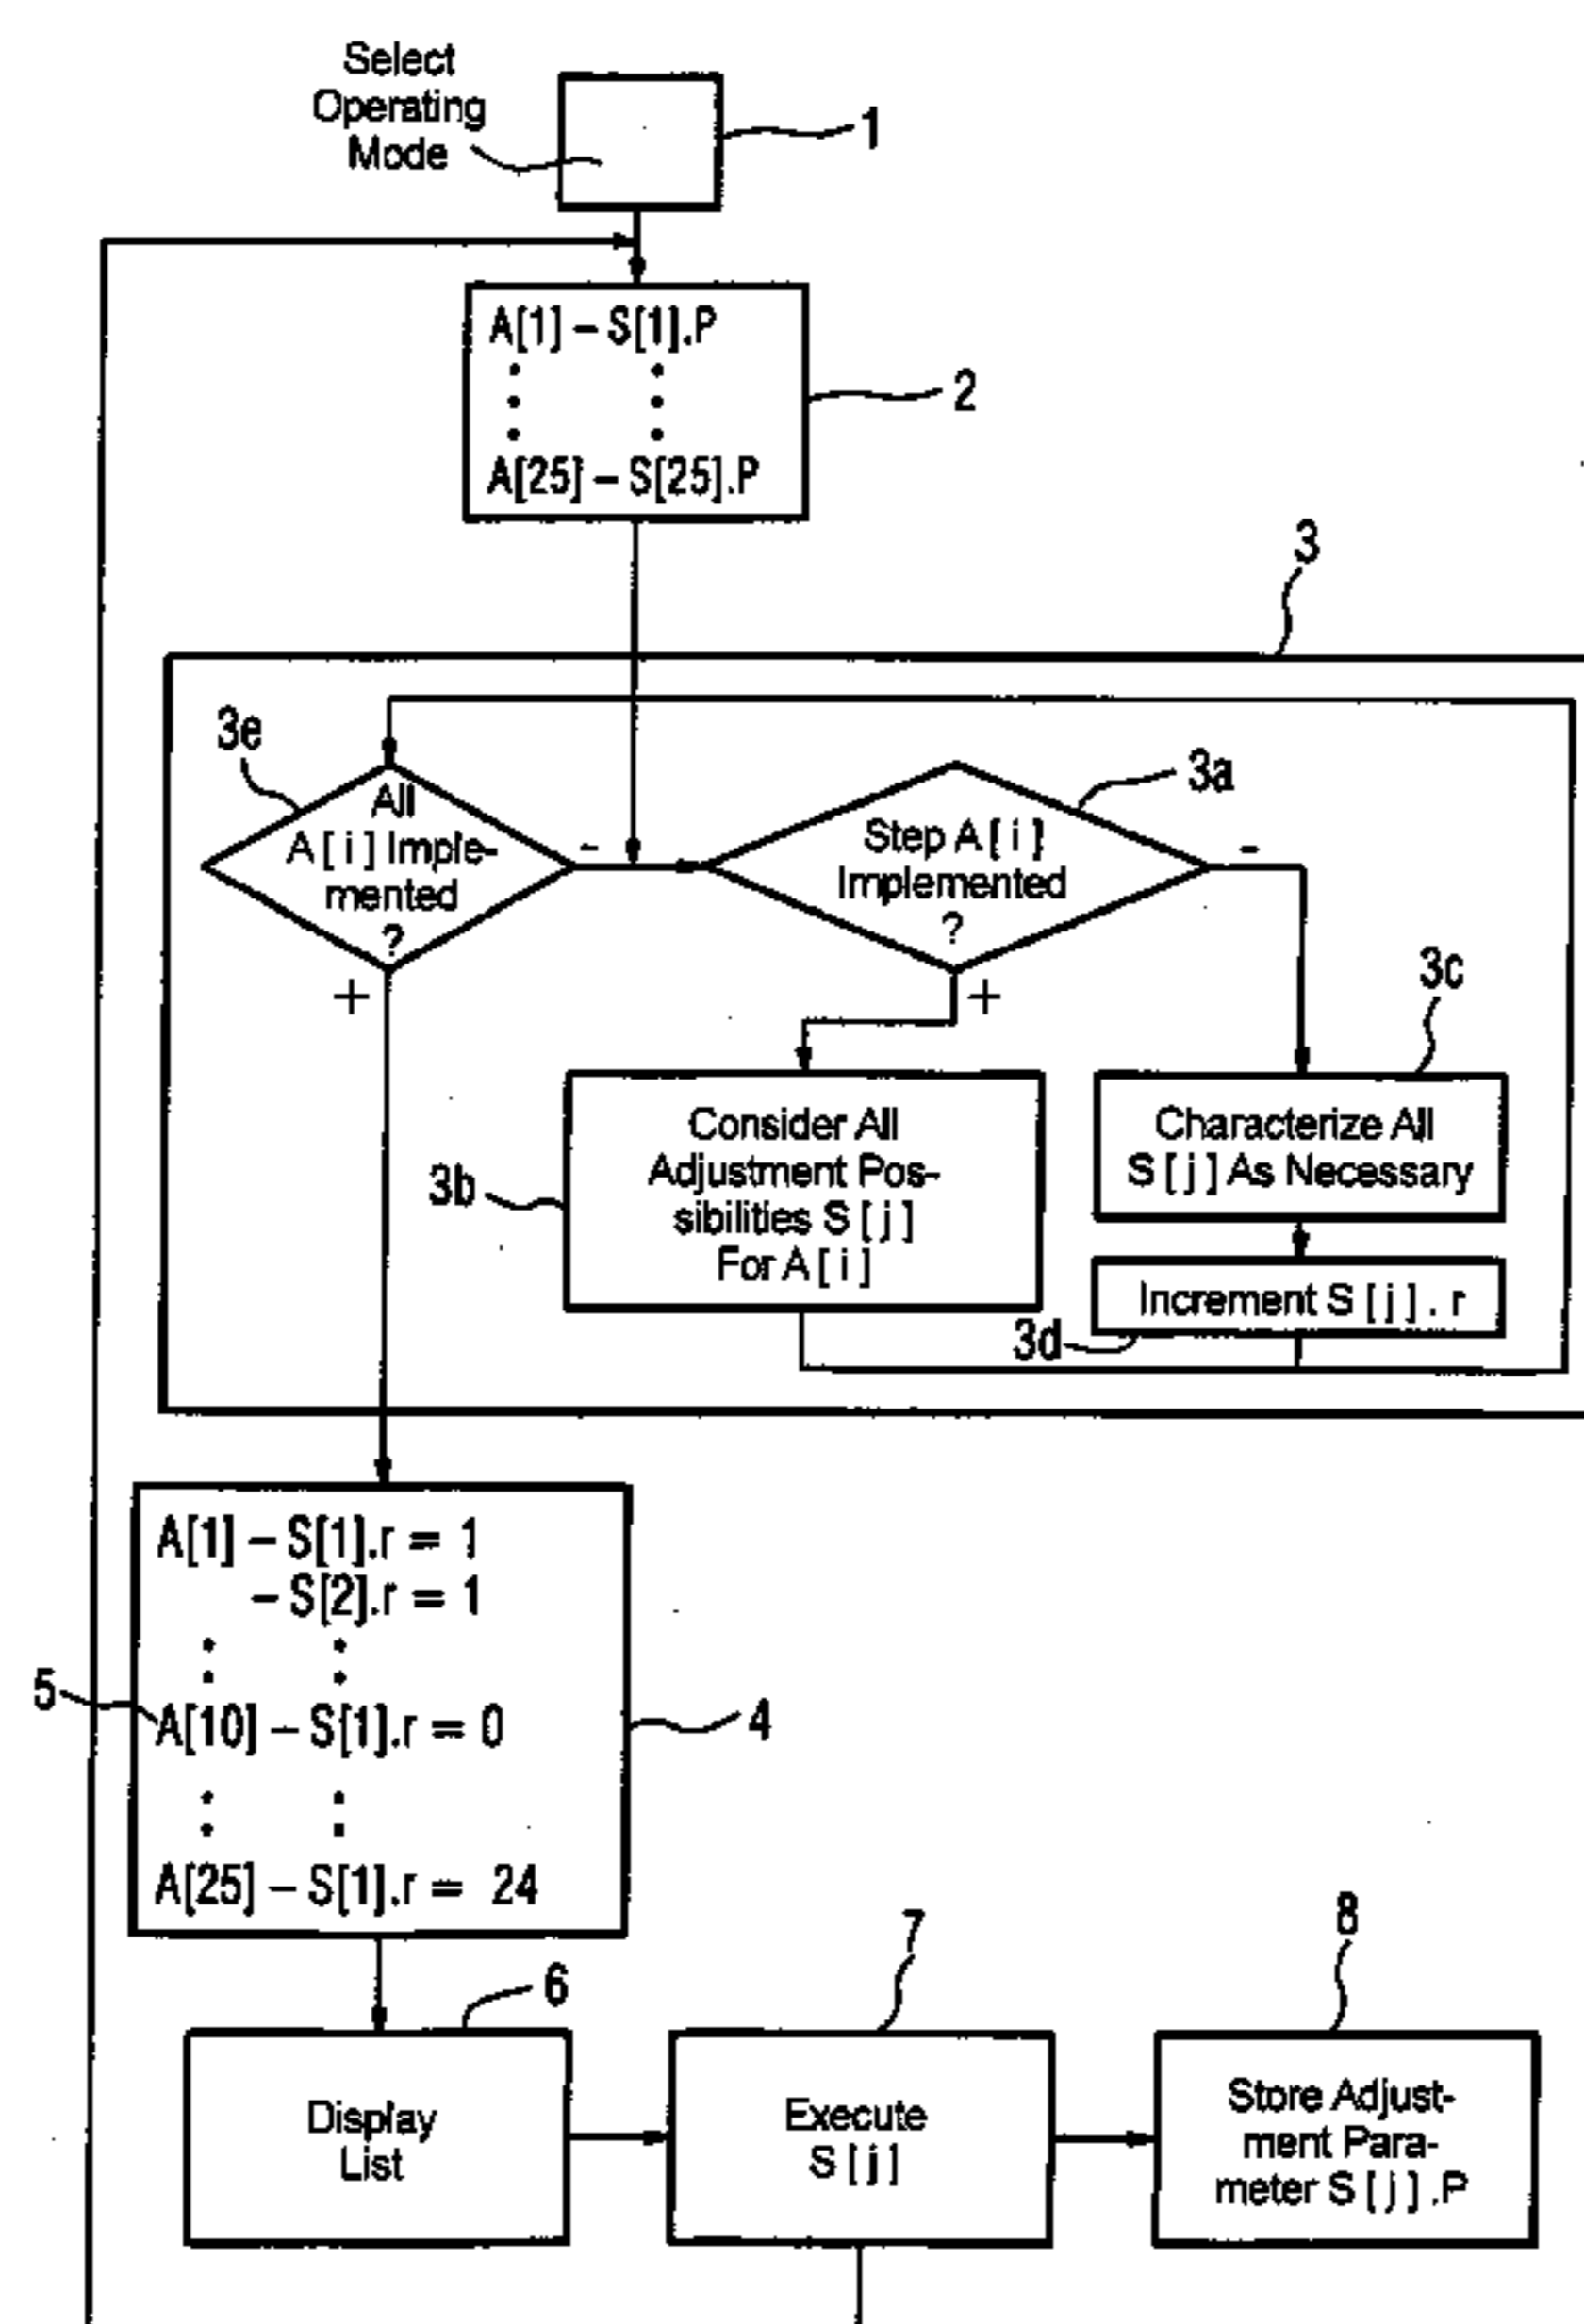 Select
Operating
Mode
1
A[1] – S[1].P
A[25] – S[25].P
2
3
3e
All
A [ i ] Imple-
mented
?
-
+
3a
Step A [ i ]
Implemented
?
-
+
3c
Characterize All
S [ j ] As Necessary
3b
Consider All
Adjustment Pos-
sibilities S [ j ]
For A [ i ]
Increment S [ j ] . r
3d
A[1] – S[1].r = 1
– S[2].r = 1
5
A[10] – S[1].r = 0
4
A[25] – S[1].r = 24
6
7
8
Display
List
Execute
S [ j ]
Store Adjust-
ment Para-
meter S [ j ] .P